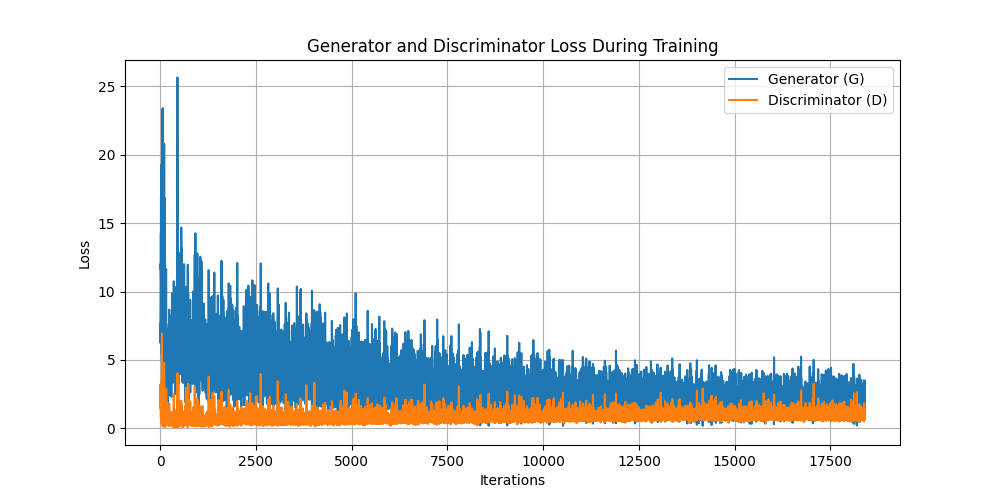 Generator and Discriminator Loss During Training
Generator (G)
Discriminator (D)
Loss
25
20
15
10
5
0
0 2500 5000 7500 10000 12500 15000 17500
Iterations